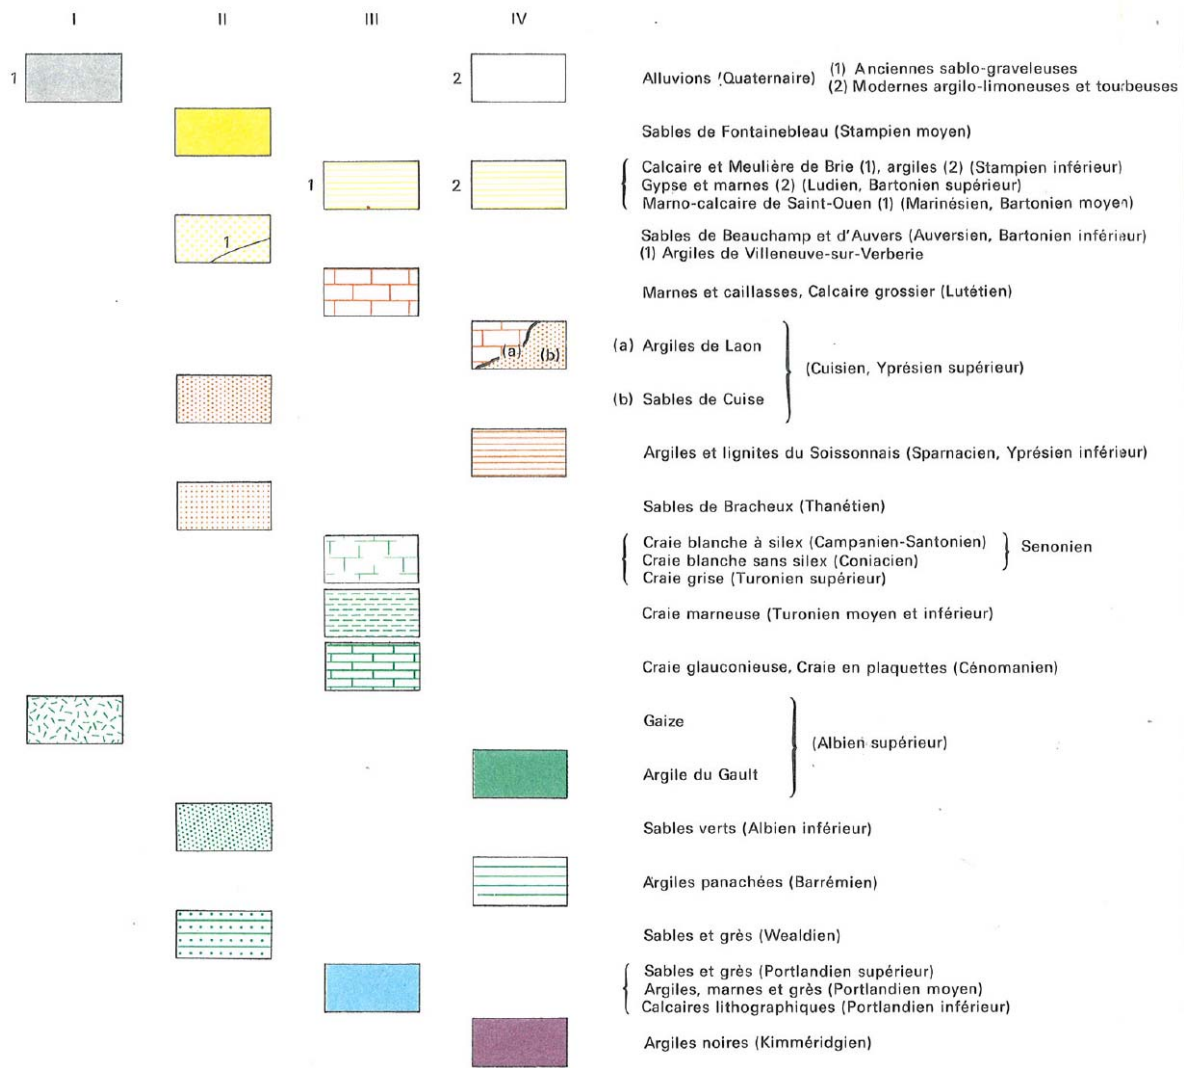 I II III IV
1 2 Alluvions (Quaternaire) (1) Anciennes sablo-graveleuses
(2) Modernes argilo-limoneuses et tourbeuses
Sables de Fontainebleau (Stampien moyen)
Calcaire et Meulière de Brie (1), argiles (2) (Stampien inférieur)
1 2 Gypse et marnes (2) (Ludien, Bartonien supérieur)
Marno-calcaire de Saint-Ouen (1) (Marinésien, Bartonien moyen)
1 Sables de Beauchamp et d'Auvers (Auversien, Bartonien inférieur)
(1) Argiles de Villeneuve-sur-Verberie
Marnes et caillasses, Calcaire grossier (Lutétien)
(a) (b) (a) Argiles de Laon
(Cuisien, Yprésien supérieur)
(b) Sables de Cuise
Argiles et lignites du Soissonnais (Sparnacien, Yprésien inférieur)
Sables de Bracheux (Thanétien)
Craie blanche à silex (Campanien-Santonien)
Craie blanche sans silex (Coniacien) Senonien
Craie grise (Turonien supérieur)
Craie marneuse (Turonien moyen et inférieur)
Craie glauconieuse, Craie en plaquettes (Cénomanien)
Gaize
(Albien supérieur)
Argile du Gault
Sables verts (Albien inférieur)
Argiles panachées (Barrémien)
Sables et grès (Wealdien)
Sables et grès (Portlandien supérieur)
Argiles, marnes et grès (Portlandien moyen)
Calcaires lithographiques (Portlandien inférieur)
Argiles noires (Kimméridgien)